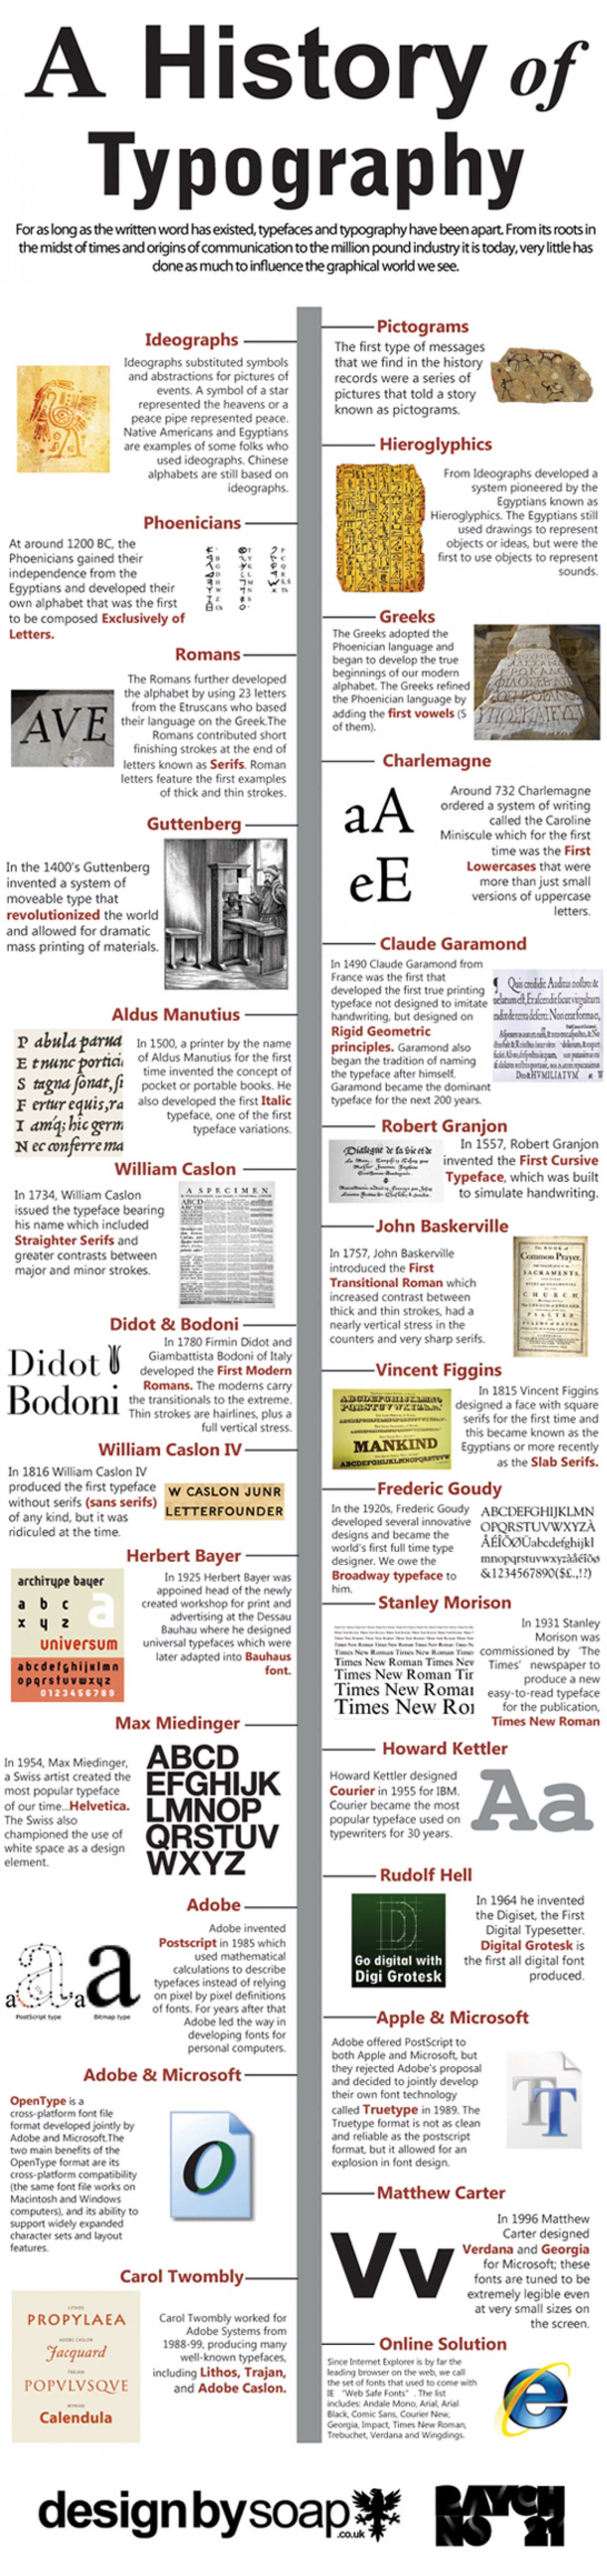 A History of
Typography
For as long as the written word has existed, typefaces and typography have been apart. From its roots in
the midst of times and origins of communication to the million pound industry it is today, very little has
done as much to influence the graphical world we see.
Pictograms
The first type of messages
that we find in the history
records were a series of
pictures that told a story
known as pictograms.
Ideographs
Ideographs substituted symbols
and abstractions for pictures of
events. A symbol of a star
represented the heavens or a
peace pipe represented peace.
Native Americans and Egyptians
are examples of some folks who
used ideographs. Chinese
alphabets are still based on
ideographs.
Hieroglyphics
From Ideographs developed a
system pioneered by the
Egyptians known as
Hieroglyphics. The Egyptians still
used drawings to represent
objects or ideas, but were the
first to use objects to represent
sounds.
Phoenicians
At around 1200 BC, the
Phoenicians gained their
independence from the
Egyptians and developed their
own alphabet that was the first
to be composed Exclusively of
Letters.
Greeks
The Greeks adopted the
Phoenician language and
began to develop the true
beginnings of our modern
alphabet. The Greeks refined
the Phoenician language by
adding the first vowels (5
of them).
Romans
The Romans further developed
the alphabet by using 23 letters
from the Etruscans who based
their language on the Greek.The
Romans contributed short
finishing strokes at the end of
letters known as Serifs. Roman
letters feature the first examples
of thick and thin strokes.
AVE
Charlemagne
Around 732 Charlemagne
ordered a system of writing
called the Caroline
Miniscule which for the first
time was the First
Lowercases that were
more than just small
versions of uppercase
letters.
aA
eE
Guttenberg
In the 1400's Guttenberg
invented a system of
moveable type that
revolutionized the world
and allowed for dramatic
mass printing of materials.
Claude Garamond
In 1490 Claude Garamond from
France was the first that
developed the first true printing
typeface not designed to imitate
handwriting, but designed on
Rigid Geometric
principles. Garamond also
began the tradition of naming
the typeface after himself.
Garamond became the dominant
typeface for the next 200 years.
Aldus Manutius
In 1500, a printer by the name
of Aldus Manutius for the first
time invented the concept of
pocket or portable books. He
also developed the first Italic
typeface, one of the first
typeface variations.
P abula parua
E t nunc portici
S tagna sonat, si
F ertur equis, ra
I amq; hic germ
N ec conferre ma
Robert Granjon
In 1557, Robert Granjon
invented the First Cursive
Typeface, which was built
to simulate handwriting.
William Caslon
In 1734, William Caslon
issued the typeface bearing
his name which included
Straighter Serifs and
greater contrasts between
major and minor strokes.
A SPECIMEN
John Baskerville
In 1757, John Baskerville
introduced the First
Transitional Roman which
increased contrast between
thick and thin strokes, had a
nearly vertical stress in the
counters and very sharp serifs.
Common Prayer,
SACRAMENTS,
CHURCH
PSALTER
Didot & Bodoni
In 1780 Firmin Didot and
Giambattista Bodoni of Italy
developed the First Modern
Romans. The moderns carry
the transitionals to the extreme.
Thin strokes are hairlines, plus a
full vertical stress.
Didot
Bodoni
Vincent Figgins
In 1815 Vincent Figgins
designed a face with square
serifs for the first time and
this became known as the
Egyptians or more recently
as the Slab Serifs.
MANKIND
William Caslon IV
In 1816 William Caslon IV
produced the first typeface
without serifs (sans serifs)
of any kind, but it was
ridiculed at the time.
W CASLON JUNR
LETTERFOUNDER
Frederic Goudy
In the 1920s, Frederic Goudy
developed several innovative
designs and became the
world's first full time type
designer. We owe the
Broadway typeface to
him.
ABCDEFGHIJKLMN
OPQRSTUVWXYZÀ
ÅÉÎÕØÜabcdefghijkl
mnopqrstuvwxyzàåéîõø
&1234567890($£.,!?)
Herbert Bayer
In 1925 Herbert Bayer was
appoined head of the newly
created workshop for print and
advertising at the Dessau
Bauhau where he designed
universal typefaces which were
later adapted into Bauhaus
font.
architype bayer
a b c
x y z
a
universum
abcdefghijklmn
opqrstuvwxyz
0123456789
Stanley Morison
In 1931 Stanley
Morison was
commissioned by 'The
Times' newspaper to
produce a new
easy-to-read typeface
for the publication,
Times New Roman
Times New Roman Times Nev
Times New Roman Tir
Times New Romar
Times New Roi
Max Miedinger
In 1954, Max Miedinger,
a Swiss artist created the
most popular typeface
of our time...Helvetica.
The Swiss also
championed the use of
white space as a design
element.
ABCD
EFGHIJK
LMNOP
QRSTUV
WXYZ
Howard Kettler
Howard Kettler designed
Courier in 1955 for IBM.
Courier became the most
popular typeface used on
typewriters for 30 years.
Aa
Rudolf Hell
In 1964 he invented
the Digiset, the First
Digital Typesetter.
Digital Grotesk is
the first all digital font
produced.
Go digital with
Digi Grotesk
Adobe
Adobe invented
Postscript in 1985 which
used mathematical
calculations to describe
typefaces instead of relying
on pixel by pixel definitions
of fonts. For years after that
Adobe led the way in
developing fonts for
personal computers.
a a a a
PostScript type
Bitmap type
Apple & Microsoft
Adobe offered PostScript to
both Apple and Microsoft, but
they rejected Adobe's proposal
and decided to jointly develop
their own font technology
called Truetype in 1989. The
Truetype format is not as clean
and reliable as the postscript
format, but it allowed for an
explosion in font design.
TT
Adobe & Microsoft
OpenType is a
cross-platform font file
format developed jointly by
Adobe and Microsoft.The
two main benefits of the
OpenType format are its
cross-platform compatibility
(the same font file works on
Macintosh and Windows
computers), and its ability to
support widely expanded
character sets and layout
features.
O
Matthew Carter
In 1996 Matthew
Carter designed
Verdana and Georgia
for Microsoft; these
fonts are tuned to be
extremely legible even
at very small sizes on
the screen.
Vv
Carol Twombly
Carol Twombly worked for
Adobe Systems from
1988-99, producing many
well-known typefaces,
including Lithos, Trajan,
and Adobe Caslon.
LITHOS
PROPYLAEA
ADOBE CASLON
Jacquard
TRAJAN
POPVLVSQVE
MYRIAD
Calendula
Online Solution
Since Internet Explorer is by far the
leading browser on the web, we call
the set of fonts that used to come with
IE "Web Safe Fonts" . The list
includes: Andale Mono, Arial, Arial
Black, Comic Sans, Courier New,
Georgia, Impact, Times New Roman,
Trebuchet, Verdana and Wingdings.
designbysoap
.co.uk
PSYCH
NO 21